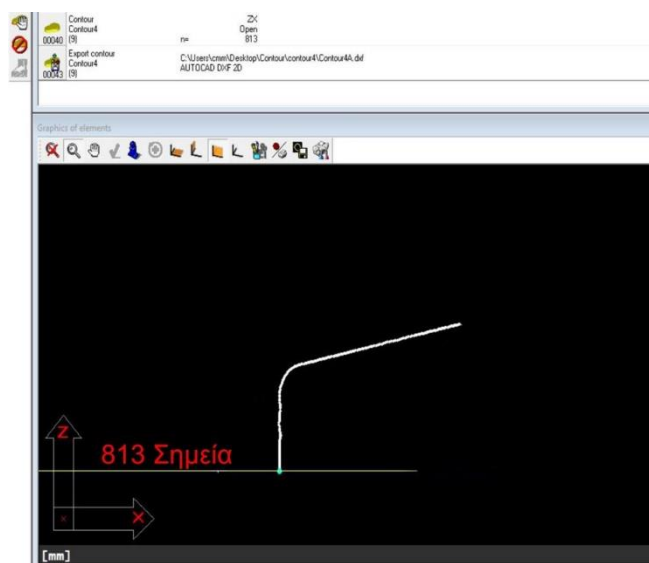 Contour ZX
Contour4 Open
00040 (9) n= 813
Export contour C:\Users\cmm\Desktop\Contour\contour4\Contour4A.dxf
Contour4 AUTOCAD DXF 2D
00043 (9)
Graphics of elements
Z
813 Σημεία
X
X
[mm]